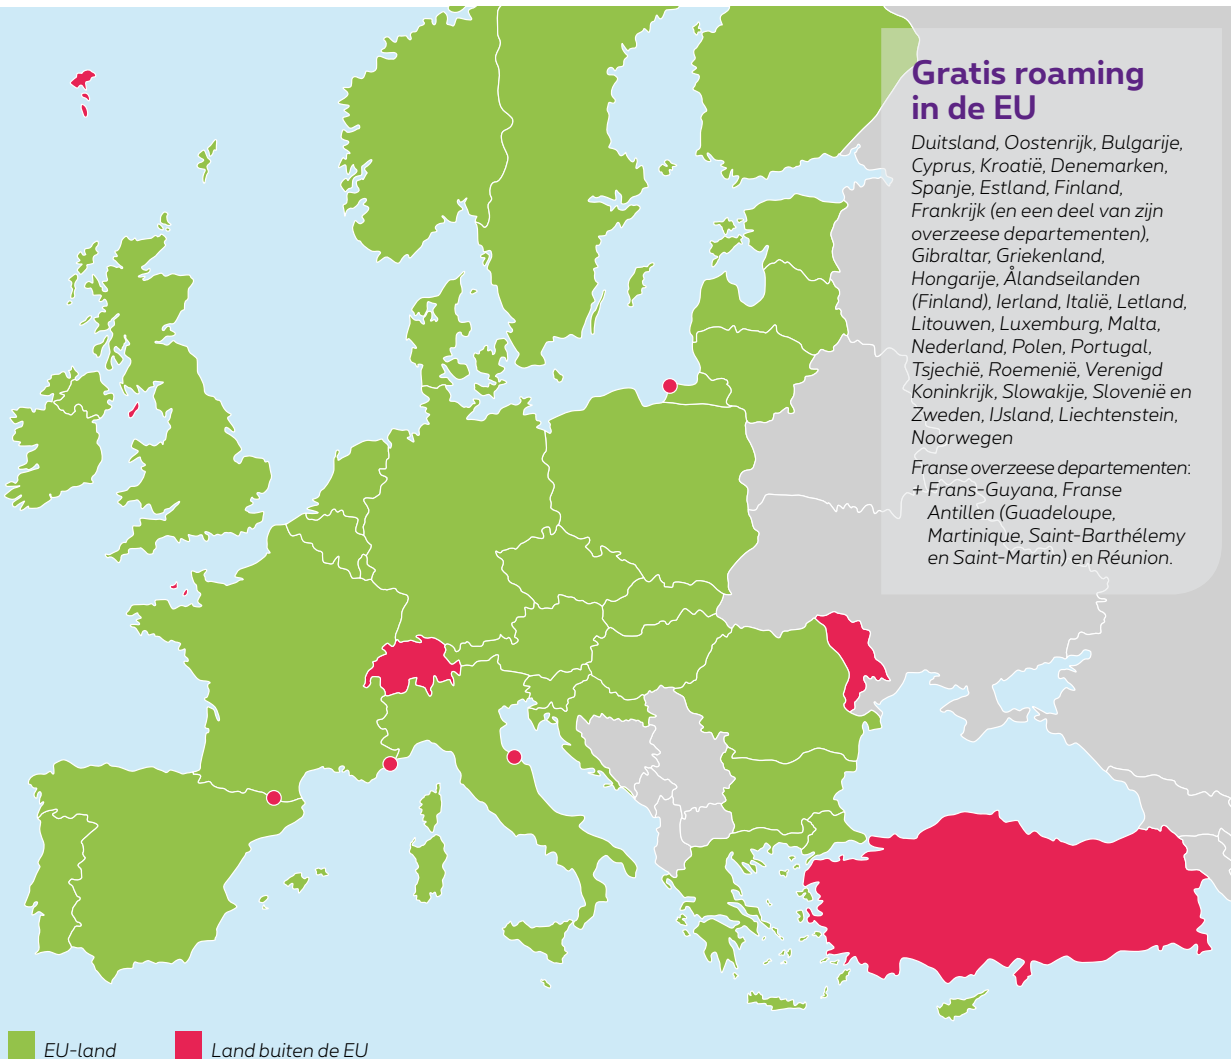 Gratis roaming
in de EU
Duitsland, Oostenrijk, Bulgarije,
Cyprus, Kroatië, Denemarken,
Spanje, Estland, Finland,
Frankrijk (en een deel van zijn
overzeese departementen),
Gibraltar, Griekenland,
Hongarije, Ålandseilanden
(Finland), Ierland, Italië, Letland,
Litouwen, Luxemburg, Malta,
Nederland, Polen, Portugal,
Tsjechië, Roemenië, Verenigd
Koninkrijk, Slowakije, Slovenië en
Zweden, IJsland, Liechtenstein,
Noorwegen
Franse overzeese departementen:
+ Frans-Guyana, Franse
Antillen (Guadeloupe,
Martinique, Saint-Barthélemy
en Saint-Martin) en Réunion.
EU-land
Land buiten de EU